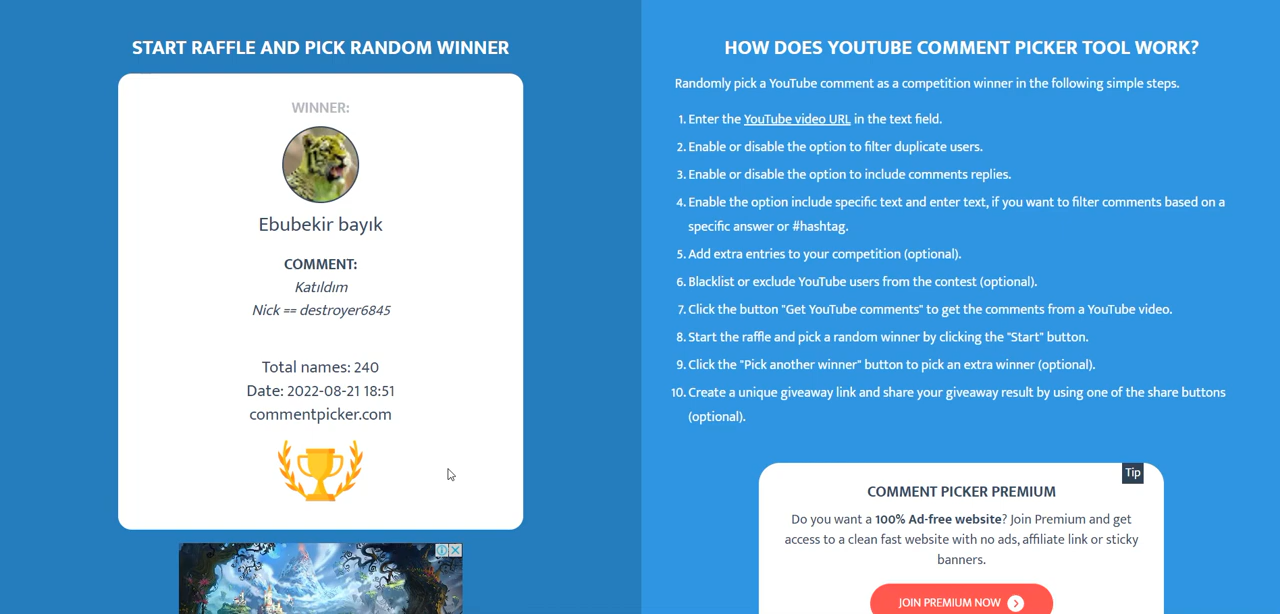 START RAFFLE AND PICK RANDOM WINNER
WINNER:
Ebubekir bayık
COMMENT:
Katıldım
Nick == destroyer6845
Total names: 240
Date: 2022-08-21 18:51
commentpicker.com
HOW DOES YOUTUBE COMMENT PICKER TOOL WORK?
Randomly pick a YouTube comment as a competition winner in the following simple steps.
1. Enter the YouTube video URL in the text field.
2. Enable or disable the option to filter duplicate users.
3. Enable or disable the option to include comments replies.
4. Enable the option include specific text and enter text, if you want to filter comments based on a
specific answer or #hashtag.
5. Add extra entries to your competition (optional).
6. Blacklist or exclude YouTube users from the contest (optional).
7. Click the button "Get YouTube comments" to get the comments from a YouTube video.
8. Start the raffle and pick a random winner by clicking the "Start" button.
9. Click the "Pick another winner" button to pick an extra winner (optional).
10. Create a unique giveaway link and share your giveaway result by using one of the share buttons
(optional).
Tip
COMMENT PICKER PREMIUM
Do you want a 100% Ad-free website? Join Premium and get
access to a clean fast website with no ads, affiliate link or sticky
banners.
JOIN PREMIUM NOW